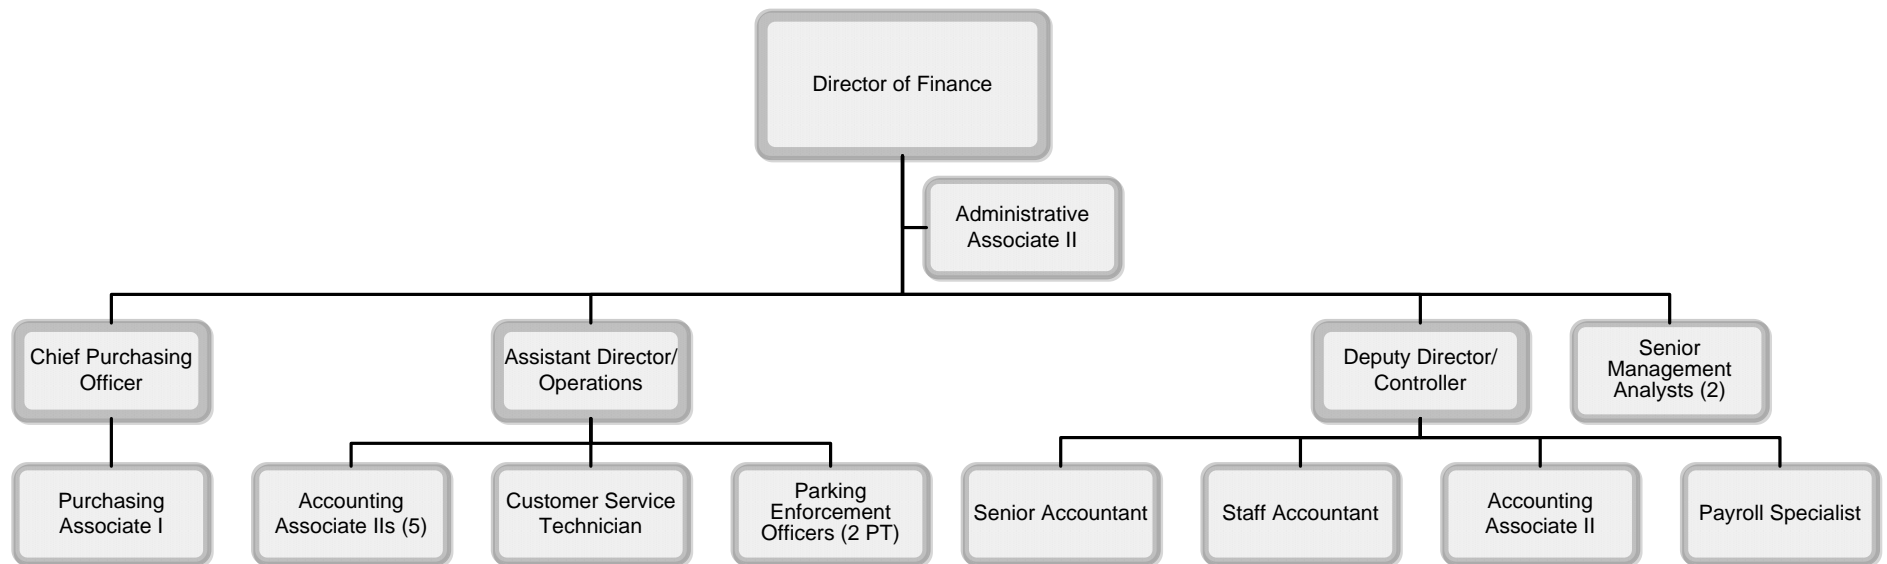 Director of Finance
Administrative
Associate II
Chief Purchasing
Officer
Assistant Director/
Operations
Deputy Director/
Controller
Senior
Management
Analysts (2)
Purchasing
Associate I
Accounting
Associate IIs (5)
Customer Service
Technician
Parking
Enforcement
Officers (2 PT)
Senior Accountant
Staff Accountant
Accounting
Associate II
Payroll Specialist